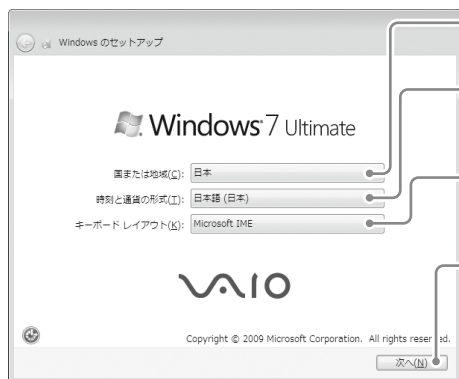 Windows のセットアップ
Windows 7 Ultimate
国または地域(C): 日本
時刻と通貨の形式(T): 日本語 (日本)
キーボード レイアウト(K): Microsoft IME
VAIO
Copyright © 2009 Microsoft Corporation. All rights reserved.
次へ(N)